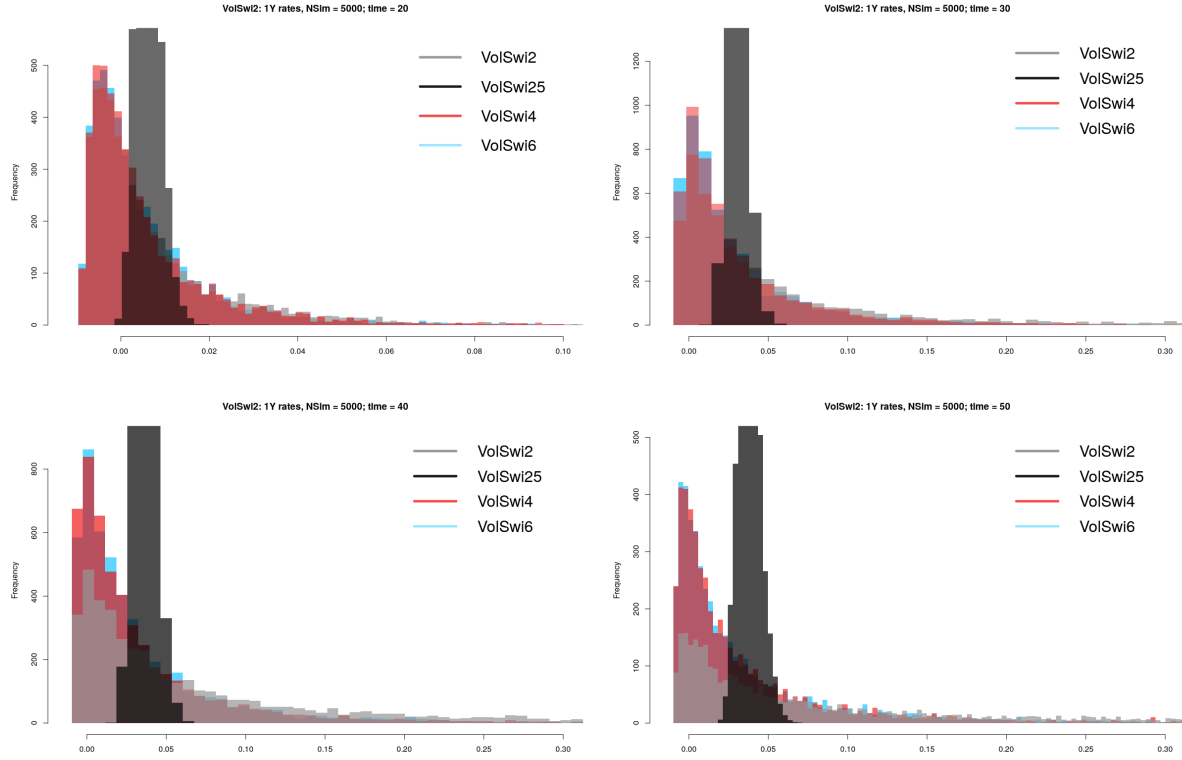 VolSwi2: 1Y rates, NSim = 5000; time = 20
Frequency
0
100
200
300
400
500
0.00
0.02
0.04
0.06
0.08
0.10
VolSwi2
VolSwi25
VolSwi4
VolSwi6
VolSwi2: 1Y rates, NSim = 5000; time = 30
Frequency
0
200
400
600
800
1000
1200
0.00
0.05
0.10
0.15
0.20
0.25
0.30
VolSwi2
VolSwi25
VolSwi4
VolSwi6
VolSwi2: 1Y rates, NSim = 5000; time = 40
Frequency
0
200
400
600
800
0.00
0.05
0.10
0.15
0.20
0.25
0.30
VolSwi2
VolSwi25
VolSwi4
VolSwi6
VolSwi2: 1Y rates, NSim = 5000; time = 50
Frequency
0
100
200
300
400
500
0.00
0.05
0.10
0.15
0.20
0.25
0.30
VolSwi2
VolSwi25
VolSwi4
VolSwi6